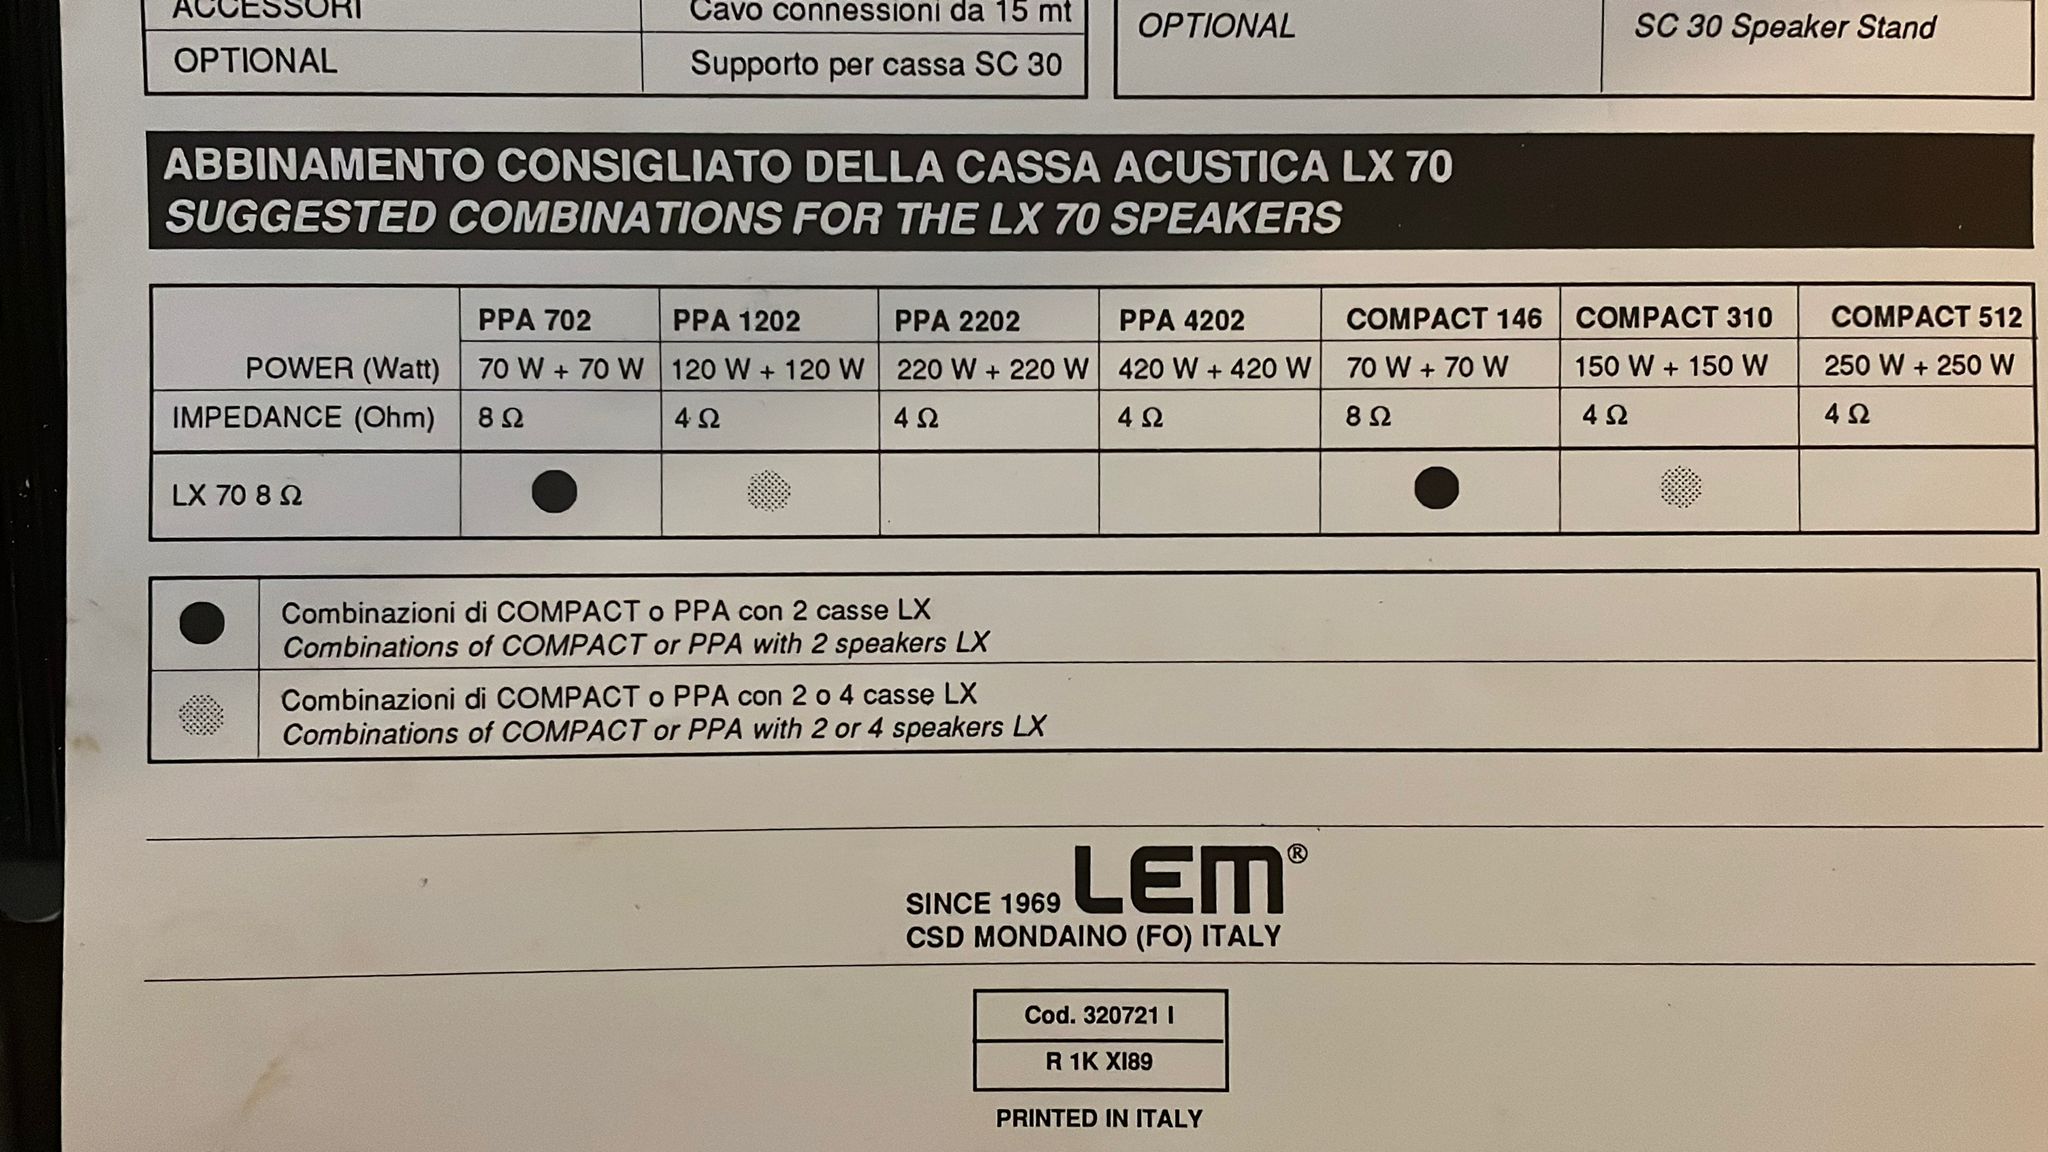 ACCESSORI Cavo connessioni da 15 mt
OPTIONAL Supporto per cassa SC 30
OPTIONAL SC 30 Speaker Stand
ABBINAMENTO CONSIGLIATO DELLA CASSA ACUSTICA LX 70
SUGGESTED COMBINATIONS FOR THE LX 70 SPEAKERS
PPA 702 PPA 1202 PPA 2202 PPA 4202 COMPACT 146 COMPACT 310 COMPACT 512
POWER (Watt) 70 W + 70 W 120 W + 120 W 220 W + 220 W 420 W + 420 W 70 W + 70 W 150 W + 150 W 250 W + 250 W
IMPEDANCE (Ohm) 8 Ω 4 Ω 4 Ω 4 Ω 8 Ω 4 Ω 4 Ω
LX 70 8 Ω
Combinazioni di COMPACT o PPA con 2 casse LX
Combinations of COMPACT or PPA with 2 speakers LX
Combinazioni di COMPACT o PPA con 2 o 4 casse LX
Combinations of COMPACT or PPA with 2 or 4 speakers LX
SINCE 1969 LEM®
CSD MONDAINO (FO) ITALY
Cod. 320721 I
R 1K XI89
PRINTED IN ITALY